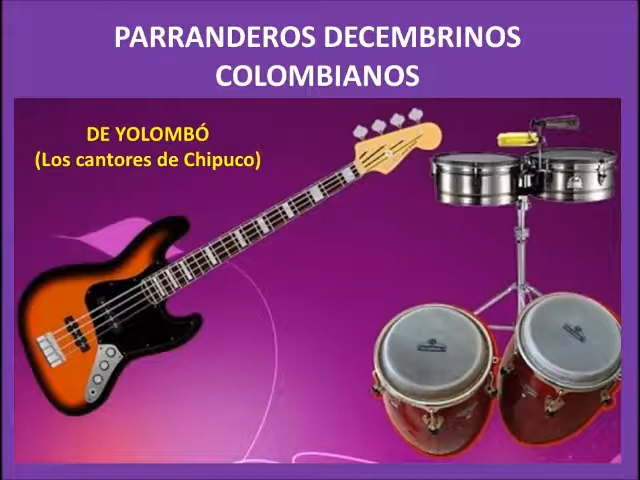 PARRANDEROS DECEMBRINOS
COLOMBIANOS
DE YOLOMBÓ
(Los cantores de Chipuco)